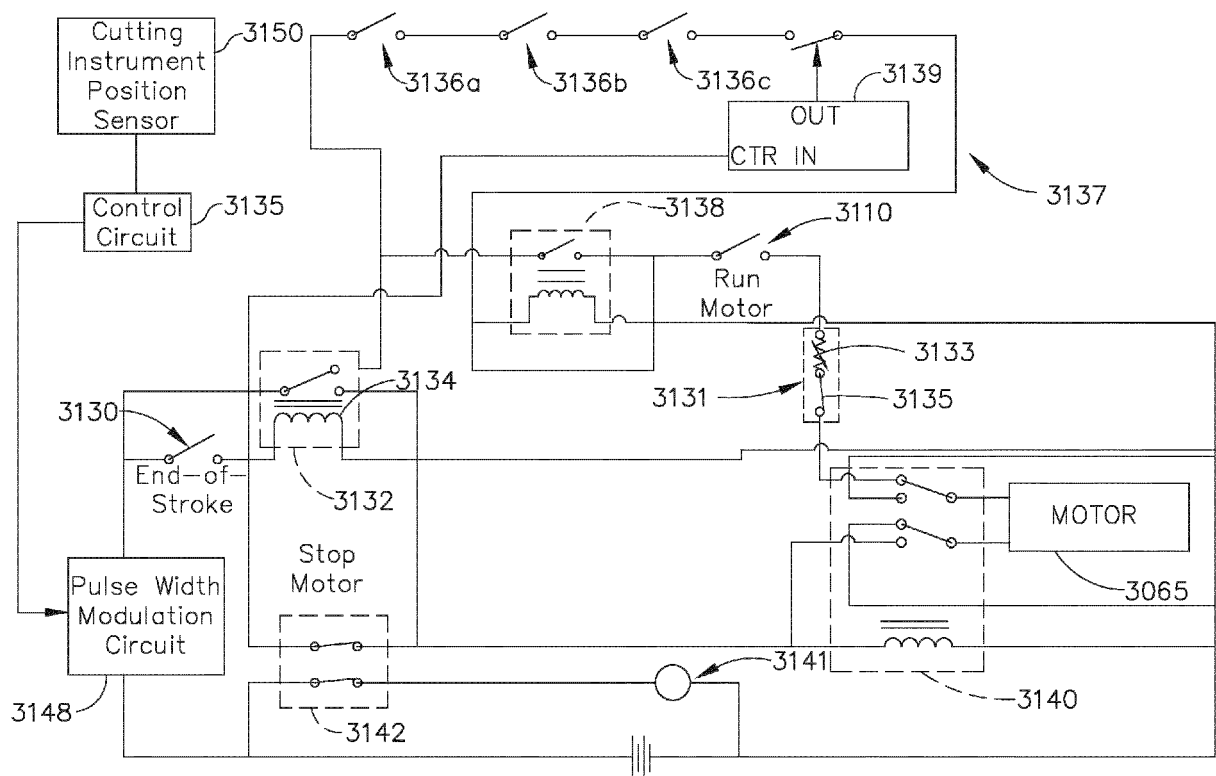 Cutting
Instrument
Position
Sensor
3150
3136a
3136b
3136c
3139
OUT
CTR IN
3137
Control
Circuit
3135
3138
3110
Run
Motor
3133
3131
3135
3134
3130
End-of-
Stroke
3132
MOTOR
3065
Stop
Motor
Pulse Width
Modulation
Circuit
3141
3140
3148
3142